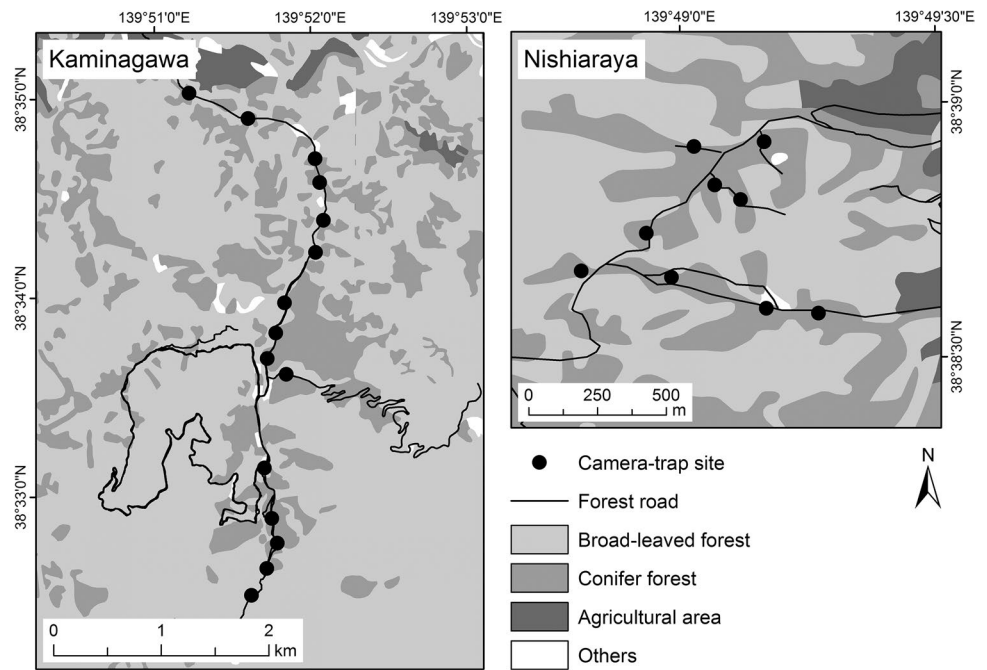 139°51'0"E 139°52'0"E 139°53'0"E
Kaminagawa
38°35'0"N
38°34'0"N
38°33'0"N
0 1 2
km
139°49'0"E 139°49'30"E
Nishiaraya
38°39'0"N
38°38'30"N
0 250 500
m
Camera-trap site
Forest road
Broad-leaved forest
Conifer forest
Agricultural area
Others
N